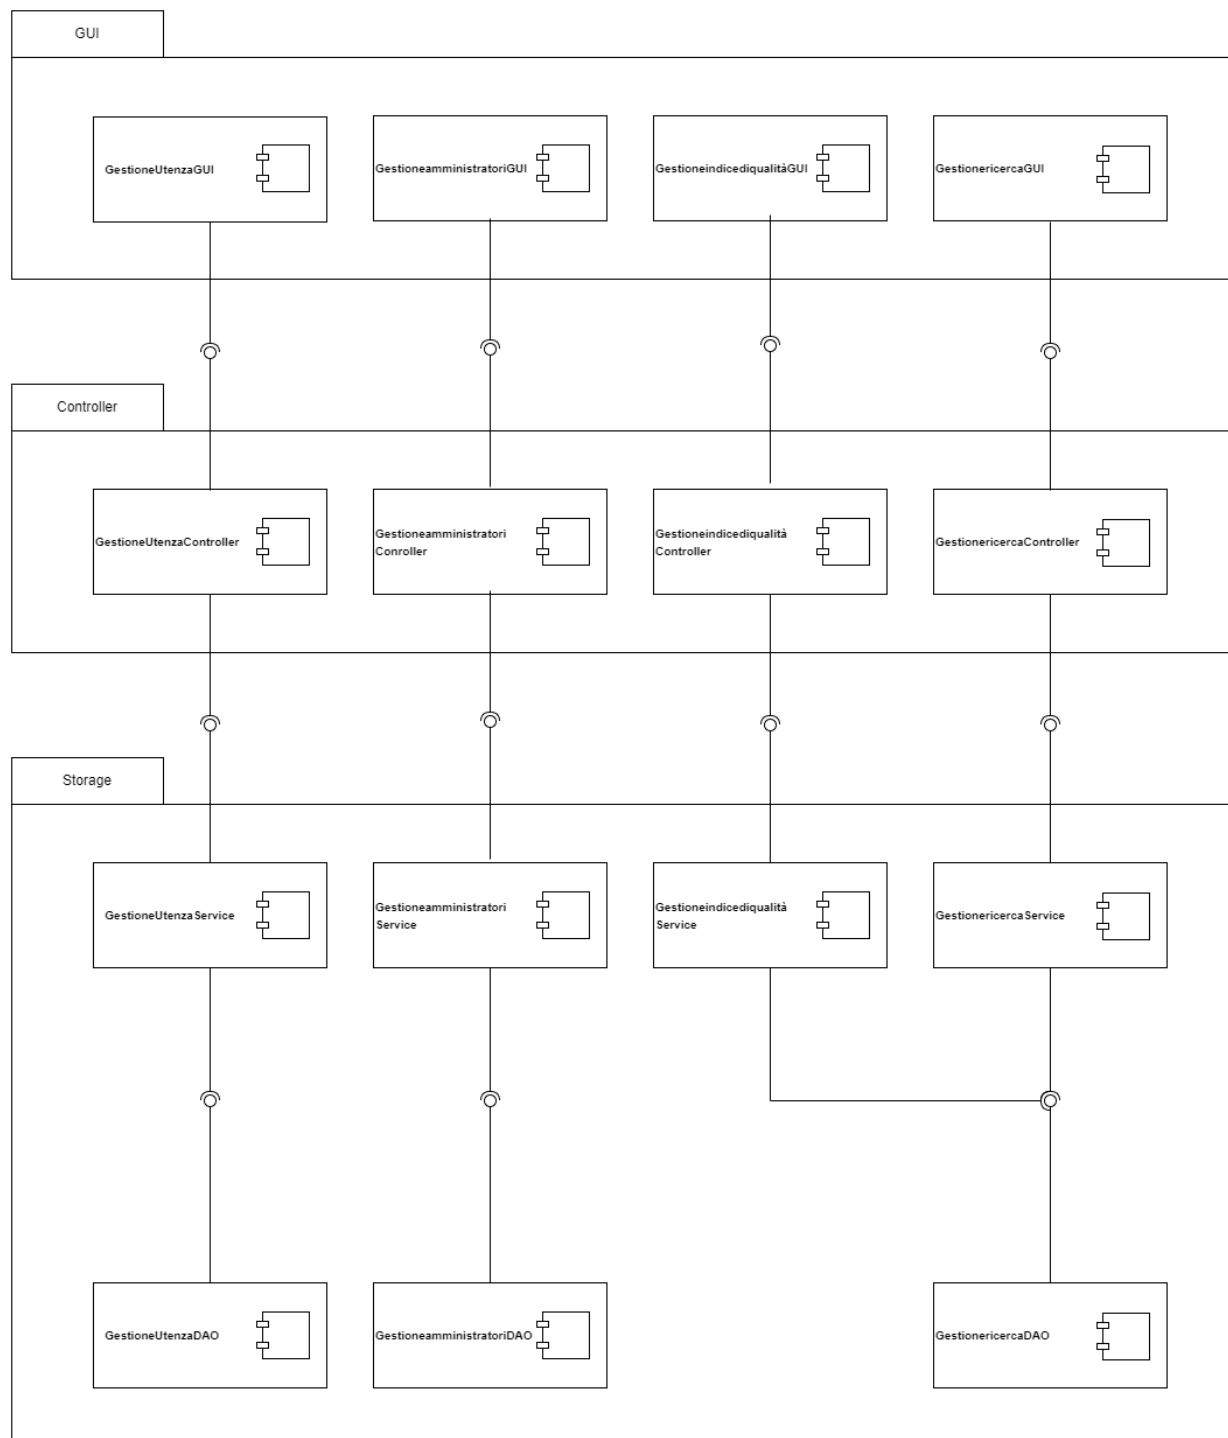 GUI
GestioneUtenzaGUI
GestioneamministratoriGUI
GestioneindicediqualitàGUI
GestionericercaGUI
Controller
GestioneUtenzaController
Gestioneamministratori
Conroller
Gestioneindicediqualità
Controller
GestionericercaController
Storage
GestioneUtenzaService
Gestioneamministratori
Service
Gestioneindicediqualità
Service
GestionericercaService
GestioneUtenzaDAO
GestioneamministratoriDAO
GestionericercaDAO